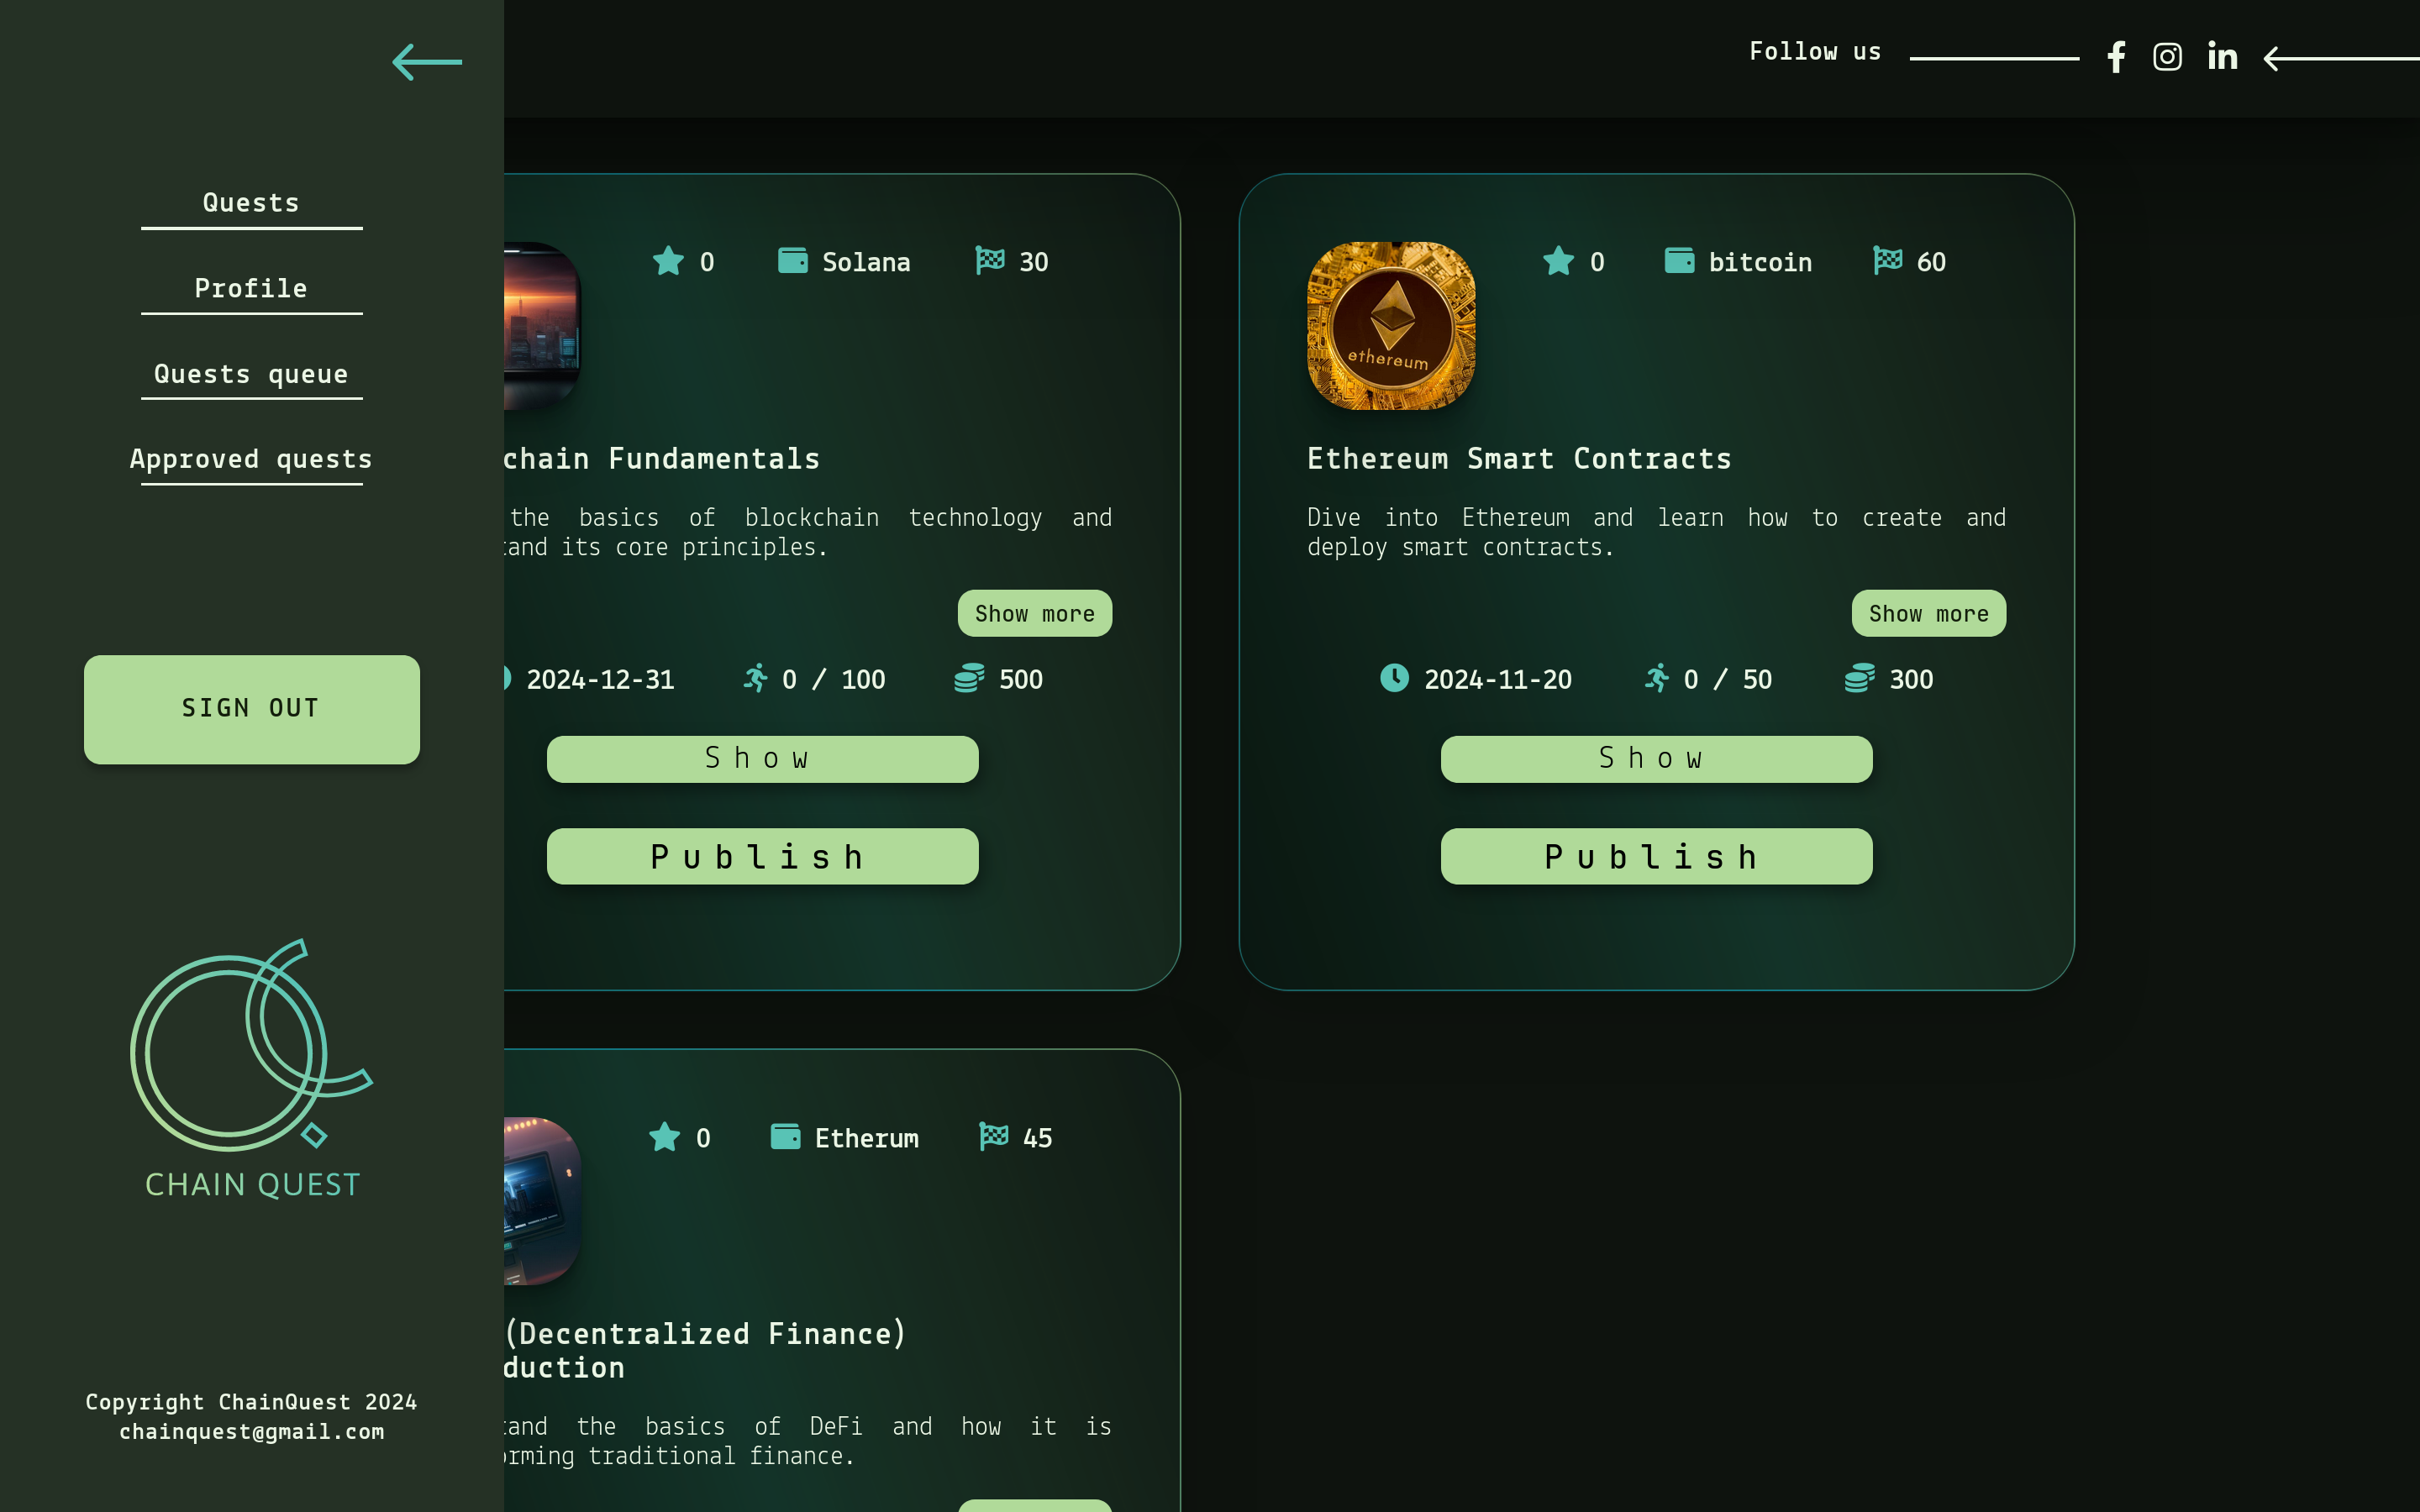 Follow us
Quests
Profile
Quests queue
Approved quests
SIGN OUT
CHAIN QUEST
Copyright ChainQuest 2024
chainquest@gmail.com
0 Solana 30
chain Fundamentals
the basics of blockchain technology and
tand its core principles.
Show more
2024-12-31 0 / 100 500
Show
Publish
0 bitcoin 60
ethereum
Ethereum Smart Contracts
Dive into Ethereum and learn how to create and
deploy smart contracts.
Show more
2024-11-20 0 / 50 300
Show
Publish
0 Etherum 45
(Decentralized Finance)
duction
tand the basics of DeFi and how it is
orming traditional finance.